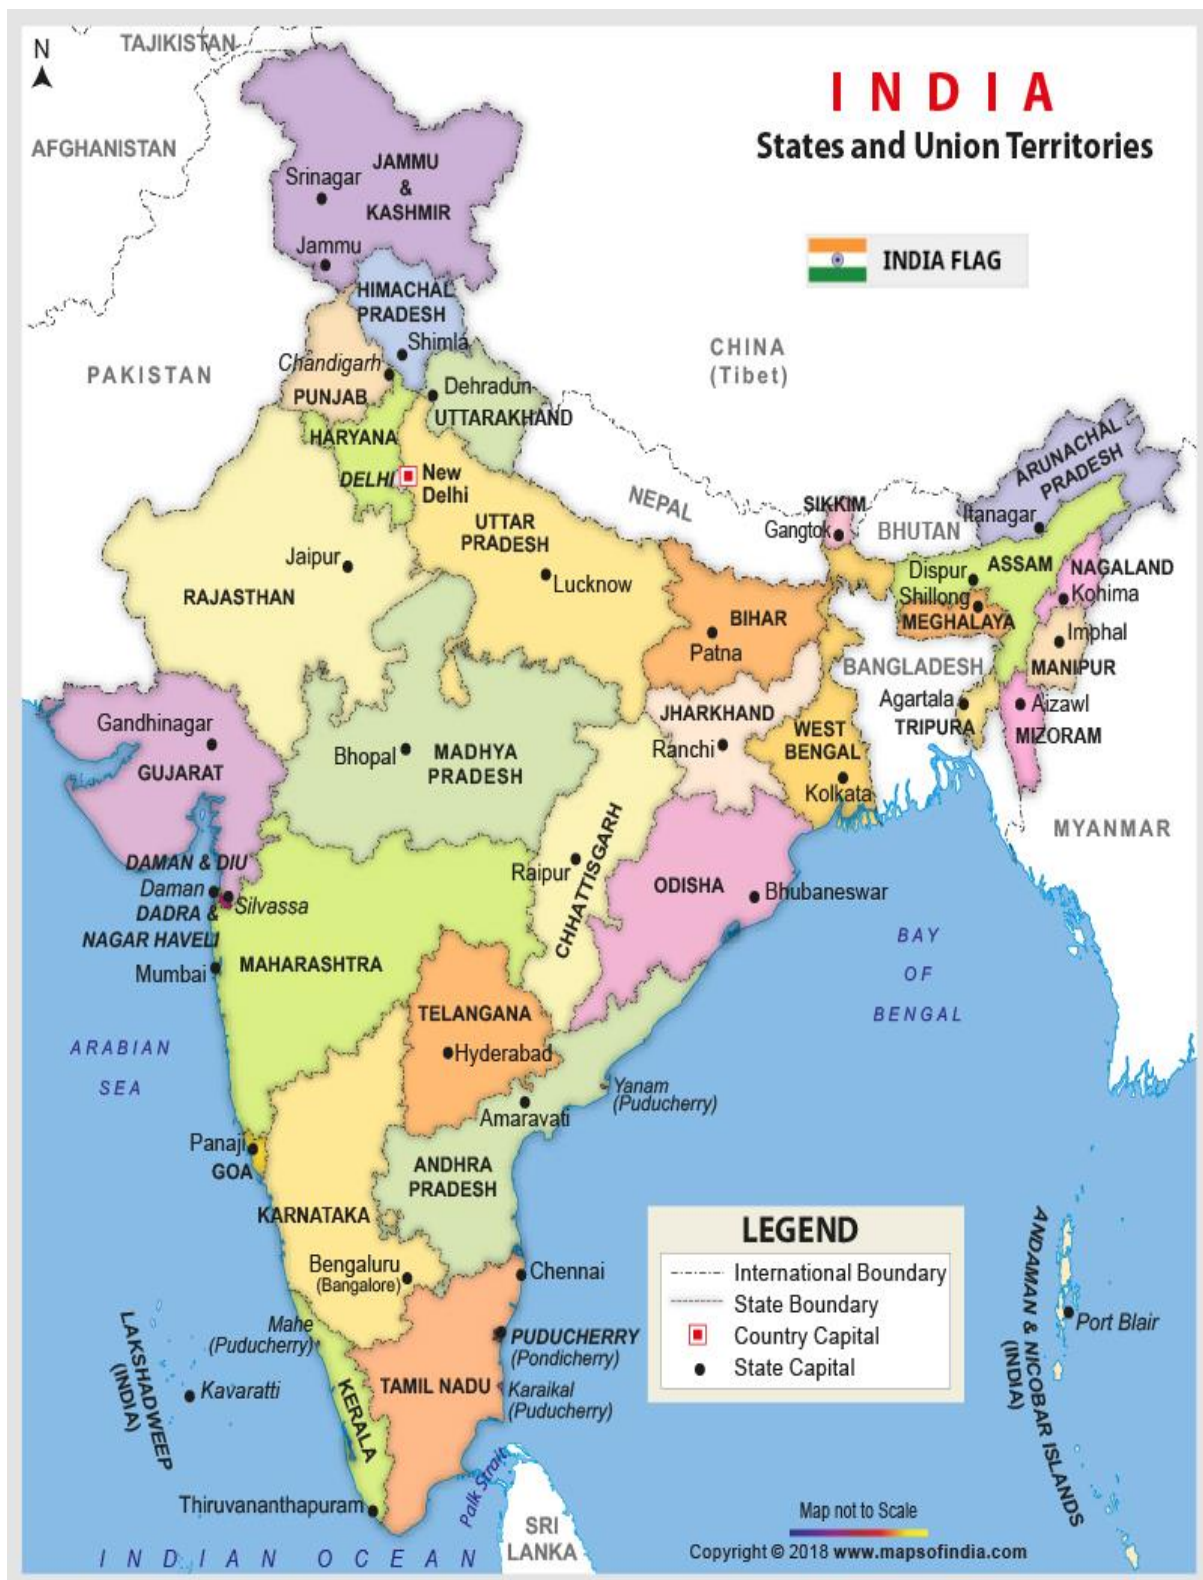 N
TAJIKISTAN
INDIA
States and Union Territories
AFGHANISTAN
JAMMU
&
KASHMIR
Srinagar
Jammu
INDIA FLAG
HIMACHAL
PRADESH
Shimla
CHINA
(Tibet)
PAKISTAN
Chandigarh
PUNJAB
Dehradun
UTTARAKHAND
HARYANA
DELHI
New
Delhi
ARUNACHAL
PRADESH
NEPAL
SIKKIM
Gangtok
BHUTAN
Itanagar
UTTAR
PRADESH
Jaipur
Lucknow
RAJASTHAN
Dispur
ASSAM
NAGALAND
Shillong
Kohima
MEGHALAYA
BIHAR
Patna
Imphal
BANGLADESH
MANIPUR
Gandhinagar
GUJARAT
Bhopal
MADHYA
PRADESH
JHARKHAND
Ranchi
WEST
BENGAL
Kolkata
Agartala
TRIPURA
Aizawl
MIZORAM
MYANMAR
DAMAN & DIU
Daman
Silvassa
DADRA &
NAGAR HAVELI
Mumbai
MAHARASHTRA
Raipur
CHHATTISGARH
ODISHA
Bhubaneswar
BAY
OF
BENGAL
ARABIAN
SEA
TELANGANA
Hyderabad
Yanam
(Puducherry)
Amaravati
Panaji
GOA
ANDHRA
PRADESH
KARNATAKA
Bengaluru
(Bangalore)
Chennai
LEGEND
International Boundary
State Boundary
Country Capital
State Capital
ANDAMAN & NICOBAR ISLANDS
(INDIA)
Port Blair
Mahe
(Puducherry)
PUDUCHERRY
(Pondicherry)
LAKSHADWEEP
(INDIA)
Kavaratti
KERALA
TAMIL NADU
Karaikal
(Puducherry)
Thiruvananthapuram
Palk Strait
SRI
LANKA
INDIAN OCEAN
Map not to Scale
Copyright © 2018 www.mapsofindia.com